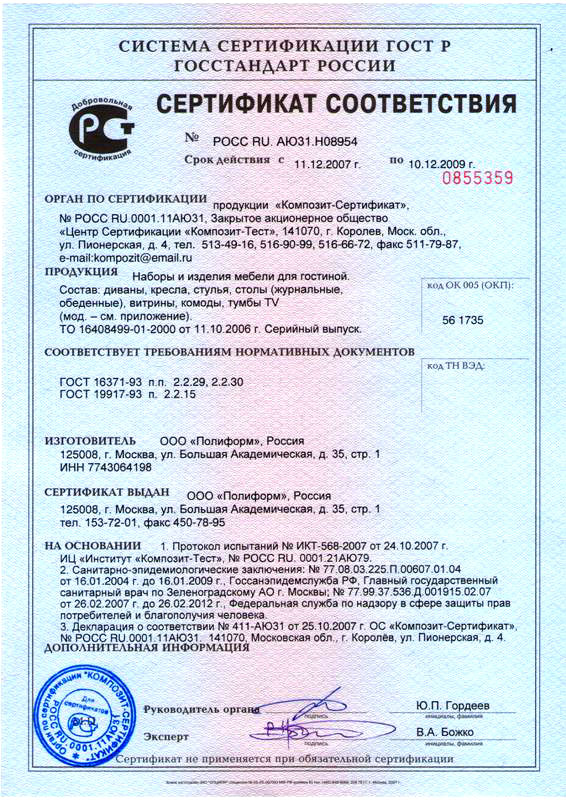 СИСТЕМА СЕРТИФИКАЦИИ ГОСТ Р
ГОССТАНДАРТ РОССИИ
Добровольная
сертификация
СЕРТИФИКАТ СООТВЕТСТВИЯ
№ РОСС RU. АЮ31.Н08954
Срок действия с 11.12.2007 г. по 10.12.2009 г.
0855359
ОРГАН ПО СЕРТИФИКАЦИИ продукции «Композит-Сертификат»,
№ РОСС RU.0001.11АЮ31, Закрытое акционерное общество
«Центр Сертификации «Композит-Тест», 141070, г. Королев, Моск. обл.,
ул. Пионерская, д. 4, тел. 513-49-16, 516-90-99, 516-66-72, факс 511-79-87,
e-mail:kompozit@email.ru
ПРОДУКЦИЯ Наборы и изделия мебели для гостиной.
Состав: диваны, кресла, стулья, столы (журнальные,
обеденные), витрины, комоды, тумбы TV
(мод. – см. приложение).
ТО 16408499-01-2000 от 11.10.2006 г. Серийный выпуск.
код ОК 005 (ОКП):
56 1735
СООТВЕТСТВУЕТ ТРЕБОВАНИЯМ НОРМАТИВНЫХ ДОКУМЕНТОВ
код ТН ВЭД:
ГОСТ 16371-93 п.п. 2.2.29, 2.2.30
ГОСТ 19917-93 п. 2.2.15
ИЗГОТОВИТЕЛЬ ООО «Полиформ», Россия
125008, г. Москва, ул. Большая Академическая, д. 35, стр. 1
ИНН 7743064198
СЕРТИФИКАТ ВЫДАН ООО «Полиформ», Россия
125008, г. Москва, ул. Большая Академическая, д. 35, стр. 1
тел. 153-72-01, факс 450-78-95
НА ОСНОВАНИИ 1. Протокол испытаний № ИКТ-568-2007 от 24.10.2007 г.
ИЦ «Институт «Композит-Тест», № РОСС RU. 0001.21АЮ79.
2. Санитарно-эпидемиологические заключения: № 77.08.03.225.П.00607.01.04
от 16.01.2004 г. до 16.01.2009 г., Госсанэпидемслужба РФ, Главный государственный
санитарный врач по Зеленоградскому АО г. Москвы; № 77.99.37.536.Д.001915.02.07
от 26.02.2007 г. до 26.02.2012 г., Федеральная служба по надзору в сфере защиты прав
потребителей и благополучия человека.
3. Декларация о соответствии № 411-АЮ31 от 25.10.2007 г. ОС «Композит-Сертификат»,
№ РОСС RU.0001.11АЮ31. 141070, Московская обл., г. Королёв, ул. Пионерская, д. 4.
ДОПОЛНИТЕЛЬНАЯ ИНФОРМАЦИЯ
Орган по сертификации "КОМПОЗИТ-СЕРТИФИКАТ"
РОСС RU.0001.11АЮ31
Для
сертификатов
Руководитель органа
подпись
Ю.П. Гордеев
инициалы, фамилия
Эксперт
подпись
В.А. Божко
инициалы, фамилия
Сертификат не применяется при обязательной сертификации